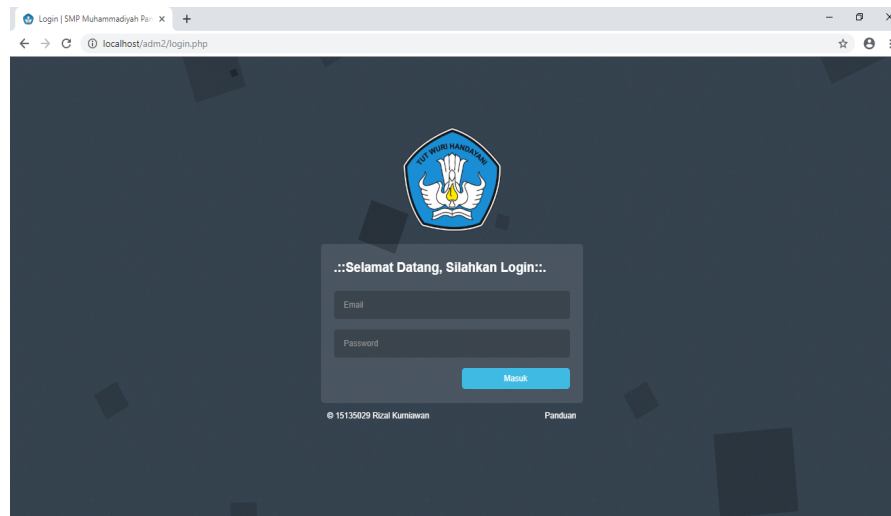 Login | SMP Muhammadiyah Pan
localhost/adm2/login.php
TUT WURI HANDAYANI
.::Selamat Datang, Silahkan Login::.
Email
Password
Masuk
© 15135029 Rizal Kurniawan Panduan